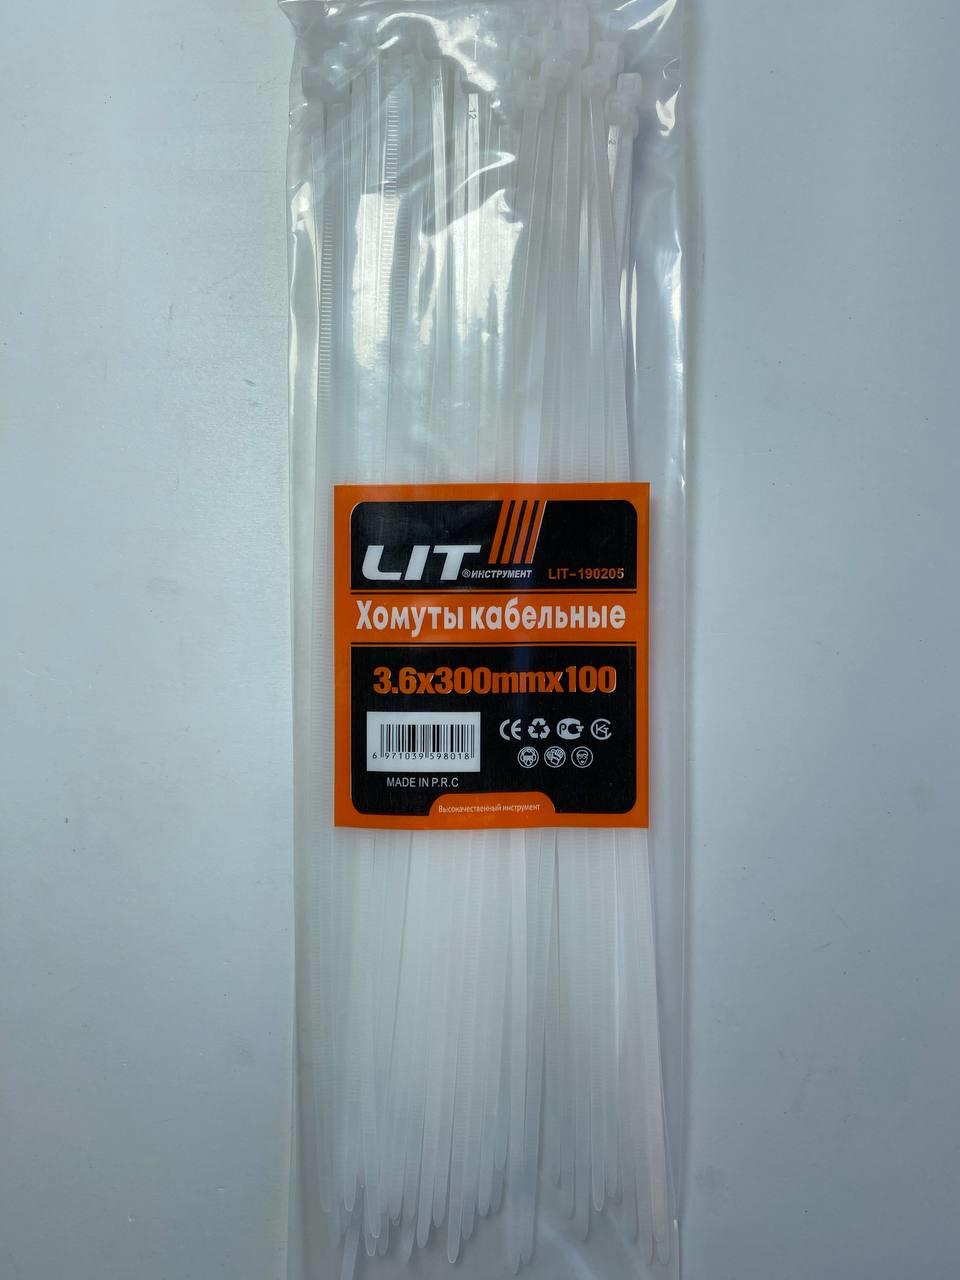 LIT
®ИНСТРУМЕНТ
LIT-190205
Хомуты кабельные
3.6x300mmx100
6 971039 598018
MADE IN P.R.C
Высококачественный инструмент